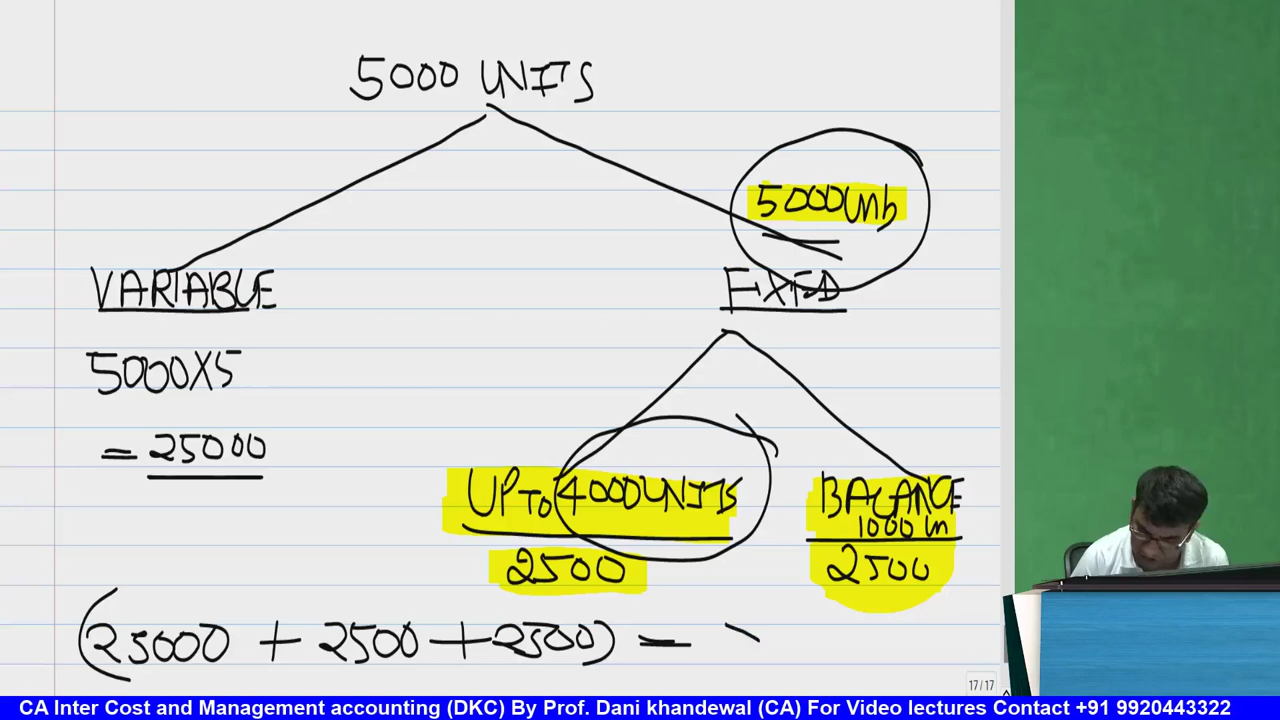 5000 UNITS
5000 Units
VARIABLE
FIXED
5000X5
= 25000
UP TO 4000 UNITS
BALANCE
1000 Un
2500
2500
(25000 + 2500 + 2500) =
17/17
CA Inter Cost and Management accounting (DKC) By Prof. Dani khandewal (CA) For Video lectures Contact +91 9920443322